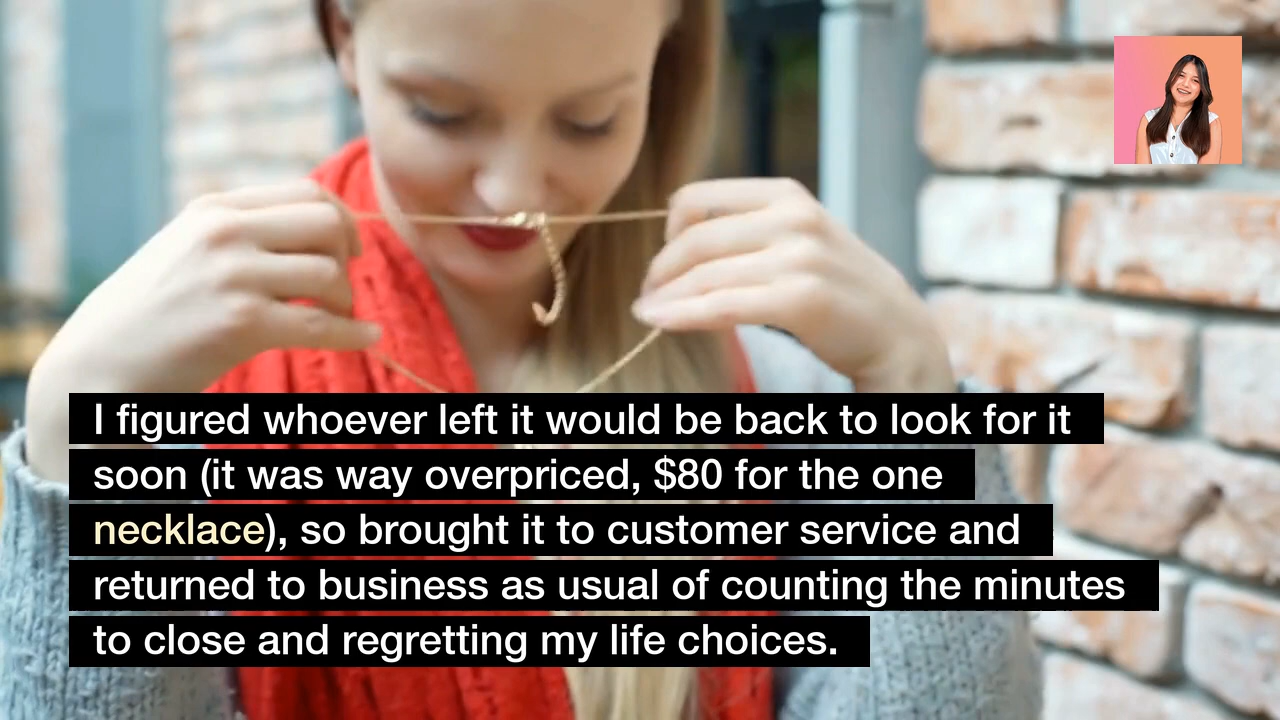 I figured whoever left it would be back to look for it
soon (it was way overpriced, $80 for the one
necklace), so brought it to customer service and
returned to business as usual of counting the minutes
to close and regretting my life choices.